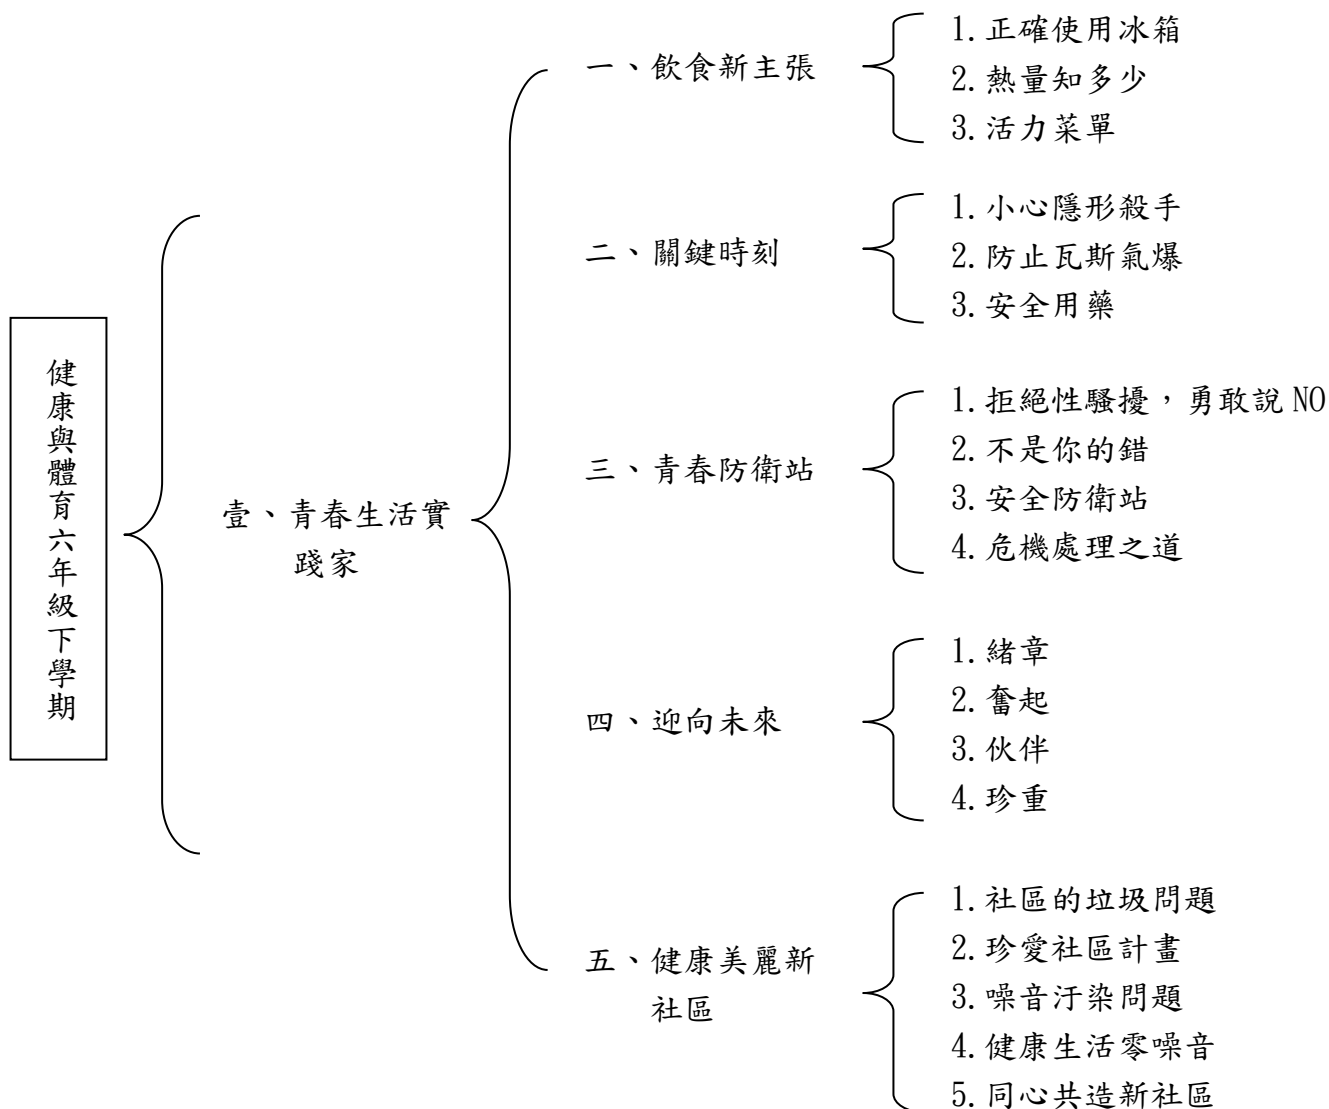 健康與體育六年級下學期
壹、青春生活實
踐家
一、飲食新主張
1.正確使用冰箱
2.熱量知多少
3.活力菜單
二、關鍵時刻
1.小心隱形殺手
2.防止瓦斯氣爆
3.安全用藥
三、青春防衛站
1.拒絕性騷擾，勇敢說 NO
2.不是你的錯
3.安全防衛站
4.危機處理之道
四、迎向未來
1.緒章
2.奮起
3.伙伴
4.珍重
五、健康美麗新
社區
1.社區的垃圾問題
2.珍愛社區計畫
3.噪音汙染問題
4.健康生活零噪音
5.同心共造新社區